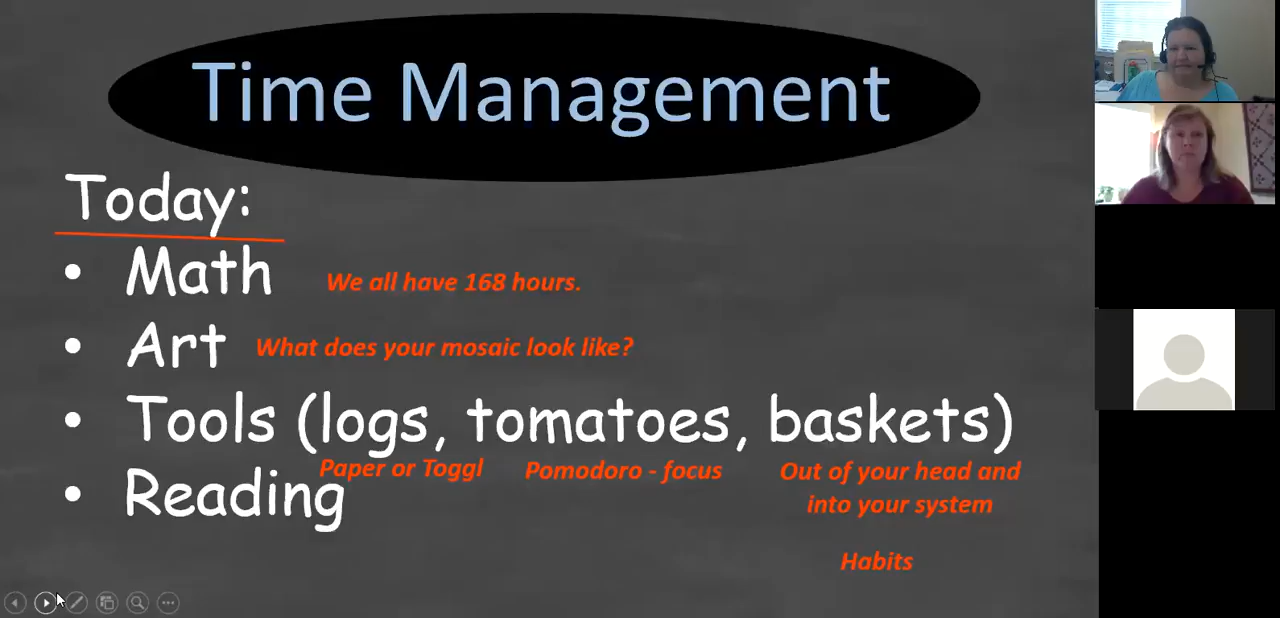 Time Management
Today:
• Math We all have 168 hours.
• Art What does your mosaic look like?
• Tools (logs, tomatoes, baskets)
Paper or Toggl Pomodoro - focus Out of your head and
into your system
• Reading
Habits